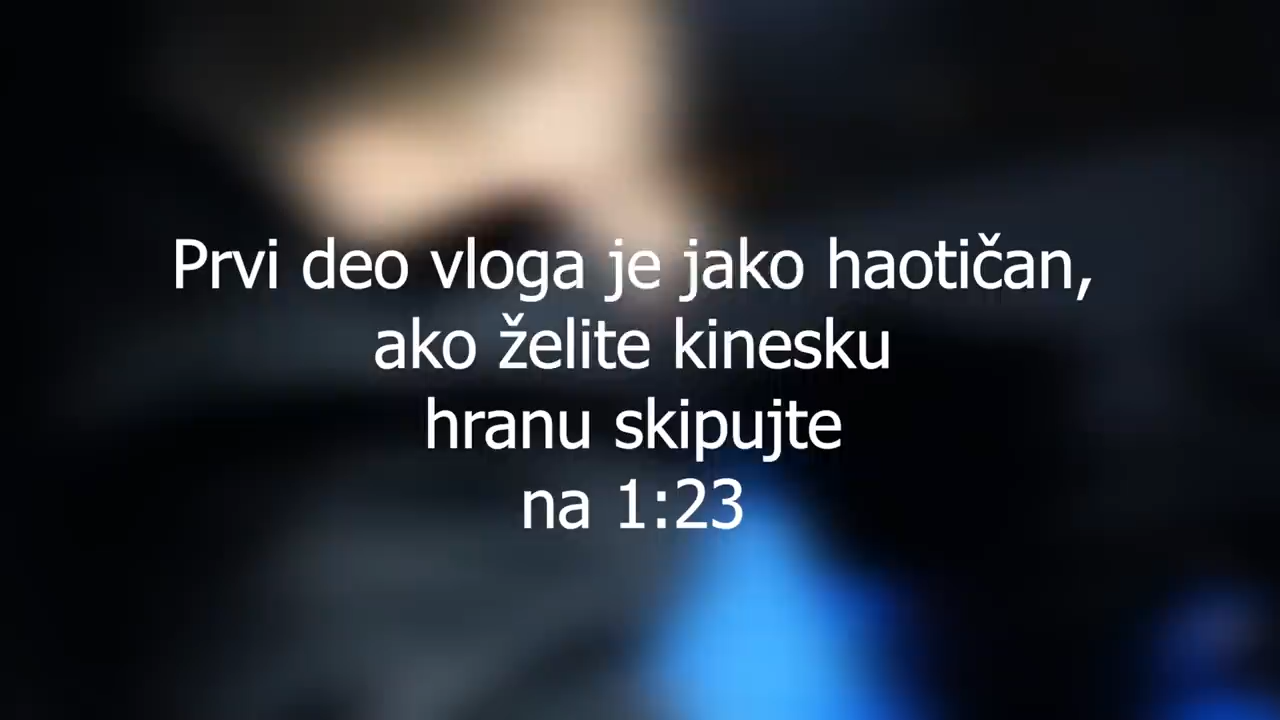 Prvi deo vloga je jako haotičan,
ako želite kinesku
hranu skipujte
na 1:23